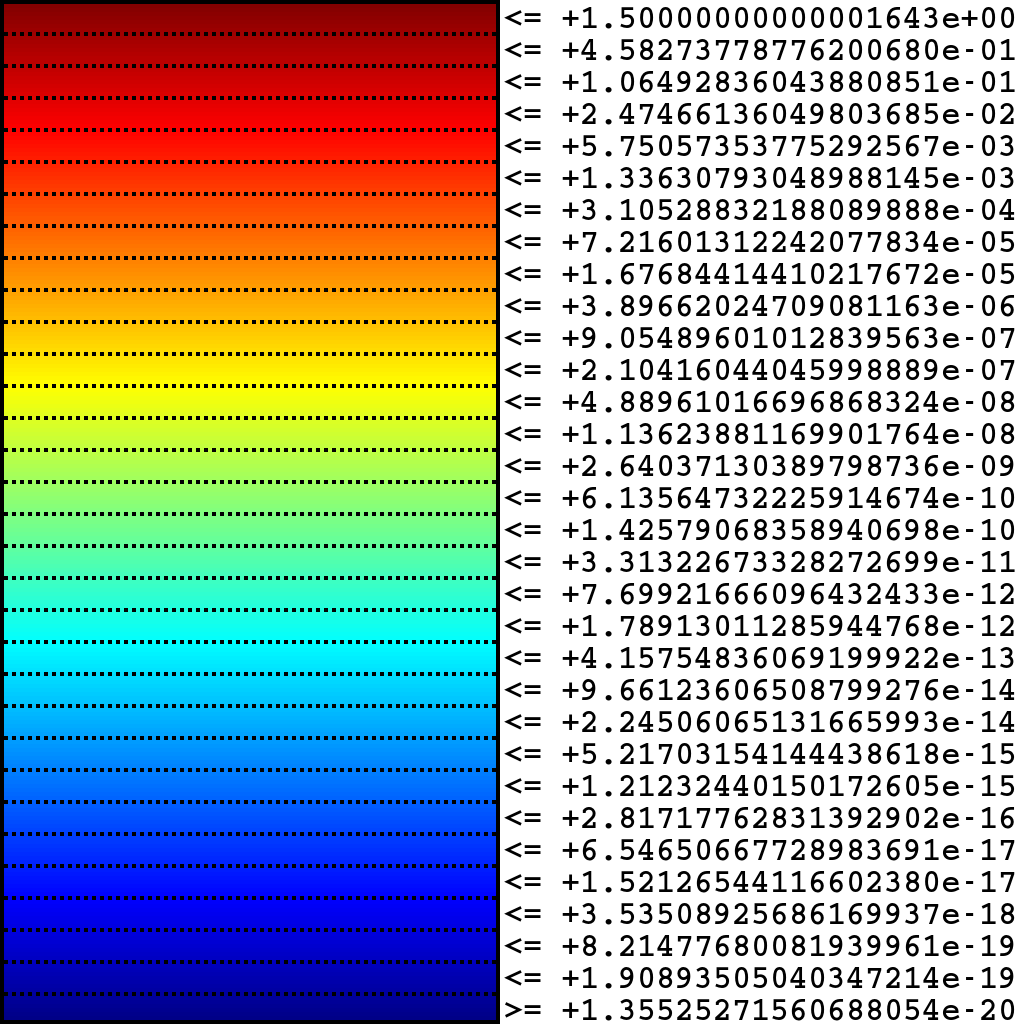 <= +1.50000000000001643e+00
<= +4.58273778776200680e-01
<= +1.06492836043880851e-01
<= +2.47466136049803685e-02
<= +5.75057353775292567e-03
<= +1.33630793048988145e-03
<= +3.10528832188089888e-04
<= +7.21601312242077834e-05
<= +1.67684414410217672e-05
<= +3.89662024709081163e-06
<= +9.05489601012839563e-07
<= +2.10416044045998889e-07
<= +4.88961016696868324e-08
<= +1.13623881169901764e-08
<= +2.64037130389798736e-09
<= +6.13564732225914674e-10
<= +1.42579068358940698e-10
<= +3.31322673328272699e-11
<= +7.69921666096432433e-12
<= +1.78913011285944768e-12
<= +4.15754836069199922e-13
<= +9.66123606508799276e-14
<= +2.24506065131665993e-14
<= +5.21703154144438618e-15
<= +1.21232440150172605e-15
<= +2.81717762831392902e-16
<= +6.54650667728983691e-17
<= +1.52126544116602380e-17
<= +3.53508925686169937e-18
<= +8.21477680081939961e-19
<= +1.90893505040347214e-19
>= +1.35525271560688054e-20